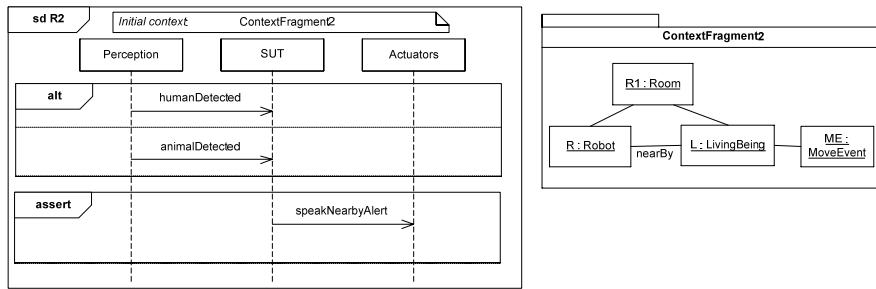 sd R2
Initial context: ContextFragment2
Perception
SUT
Actuators
alt
humanDetected
animalDetected
assert
speakNearbyAlert
ContextFragment2
R1 : Room
R : Robot
nearBy
L : LivingBeing
ME :
MoveEvent